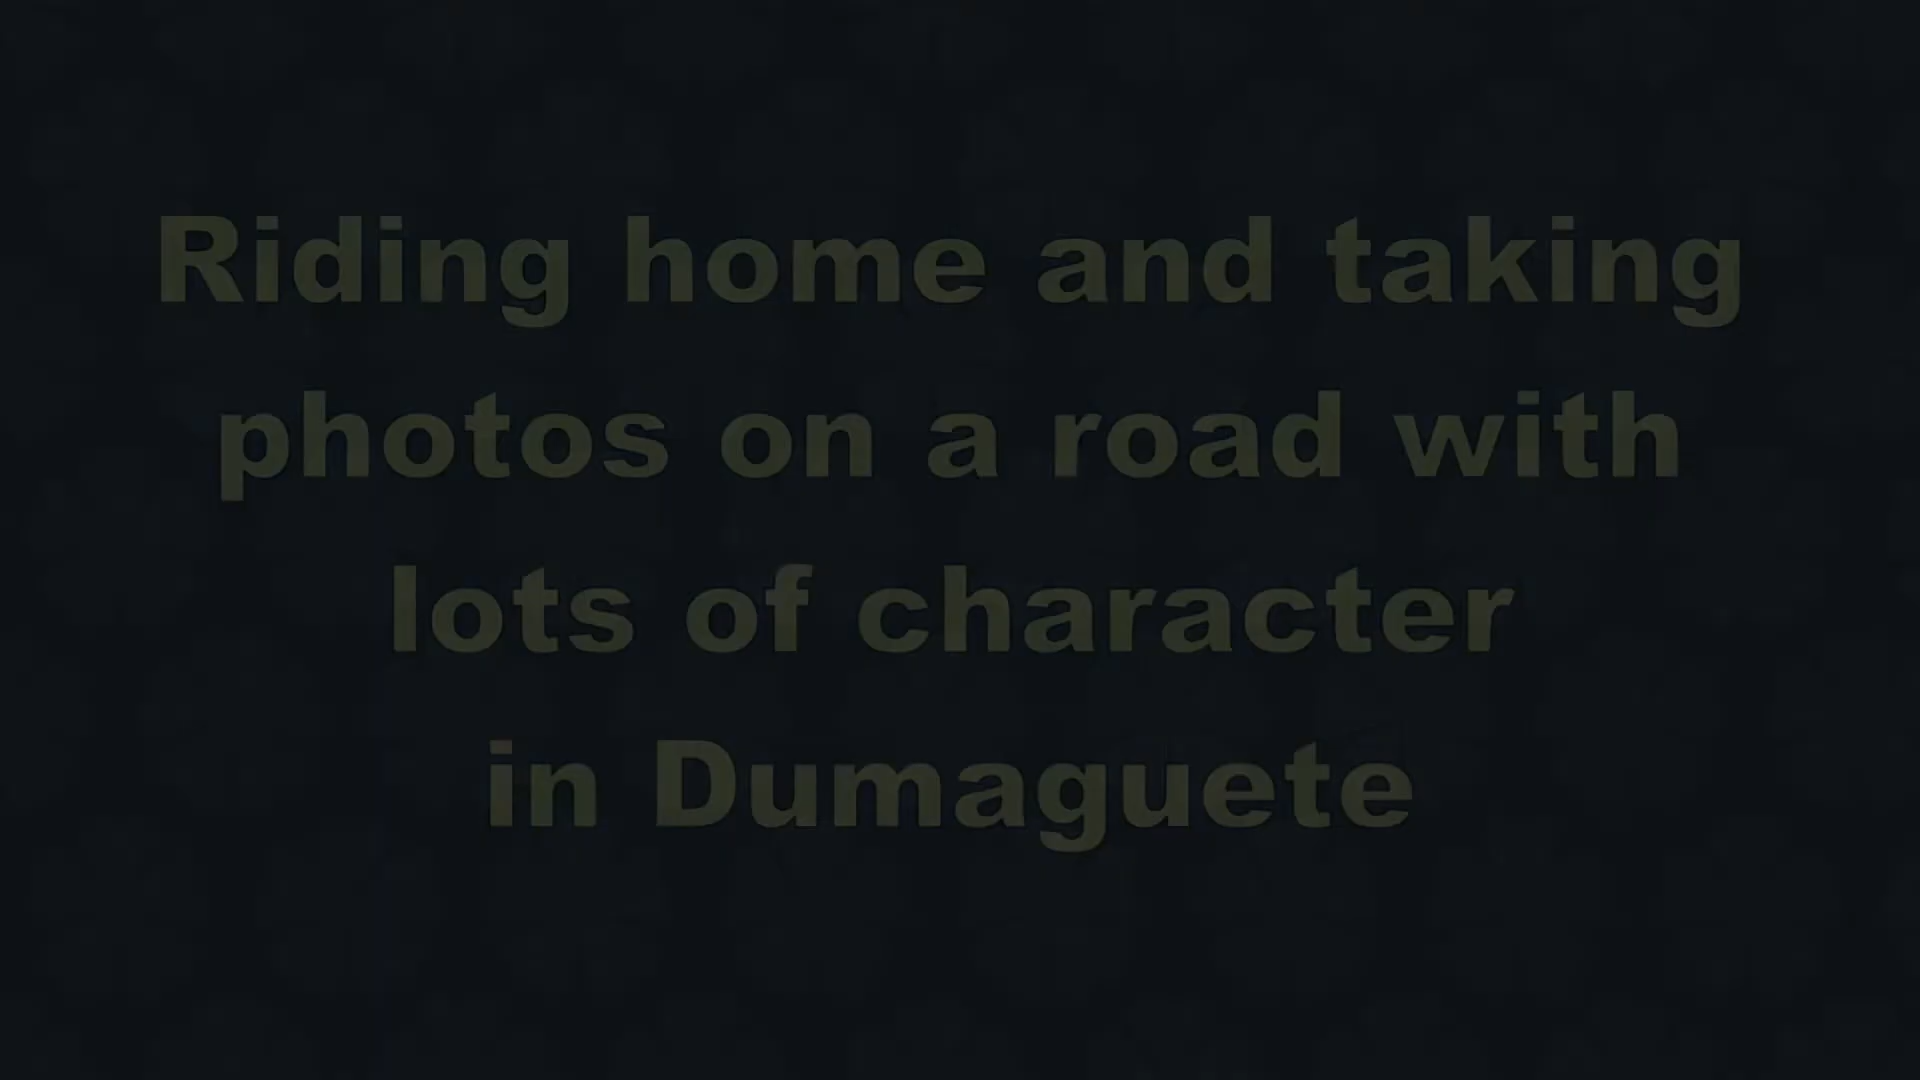 Riding home and taking
photos on a road with
lots of character
in Dumaguete